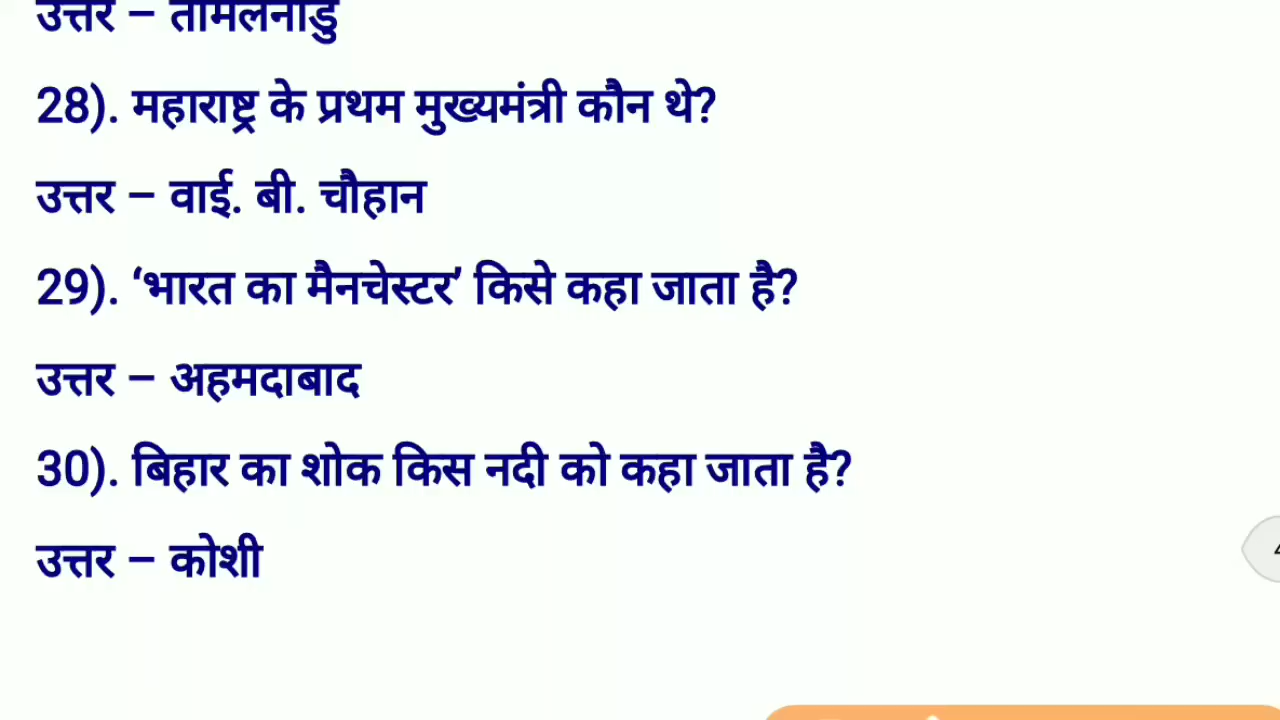 उत्तर – तामिलनाडु
28). महाराष्ट्र के प्रथम मुख्यमंत्री कौन थे?
उत्तर – वाई. बी. चौहान
29). ‘भारत का मैनचेस्टर’ किसे कहा जाता है?
उत्तर – अहमदाबाद
30). बिहार का शोक किस नदी को कहा जाता है?
उत्तर – कोशी